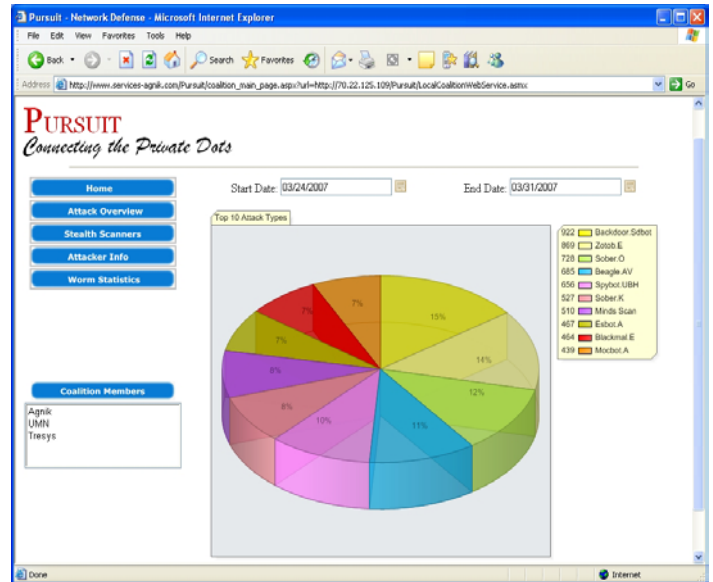 Pursuit - Network Defense - Microsoft Internet Explorer
File Edit View Favorites Tools Help
Back Search Favorites
Address http://www.services-agnik.com/Pursuit/coalition_main_page.aspx?url=http://70.22.125.109/Pursuit/LocalCoalitionWebService.asmx Go
PURSUIT
Connecting the Private Dots
Home
Attack Overview
Stealth Scanners
Attacker Info
Worm Statistics
Coalition Members
Agnik
UMN
Tresys
Start Date: 03/24/2007 End Date: 03/31/2007
Top 10 Attack Types
15%
14%
12%
11%
10%
8%
8%
7%
7%
7%
922 Backdoor.Sdbot
869 Zotob.E
728 Sober.O
685 Beagle.AV
656 Spybot.UBH
527 Sober.K
510 Minds Scan
467 Esbot.A
464 Blackmal.E
439 Mocbot.A
Done Internet